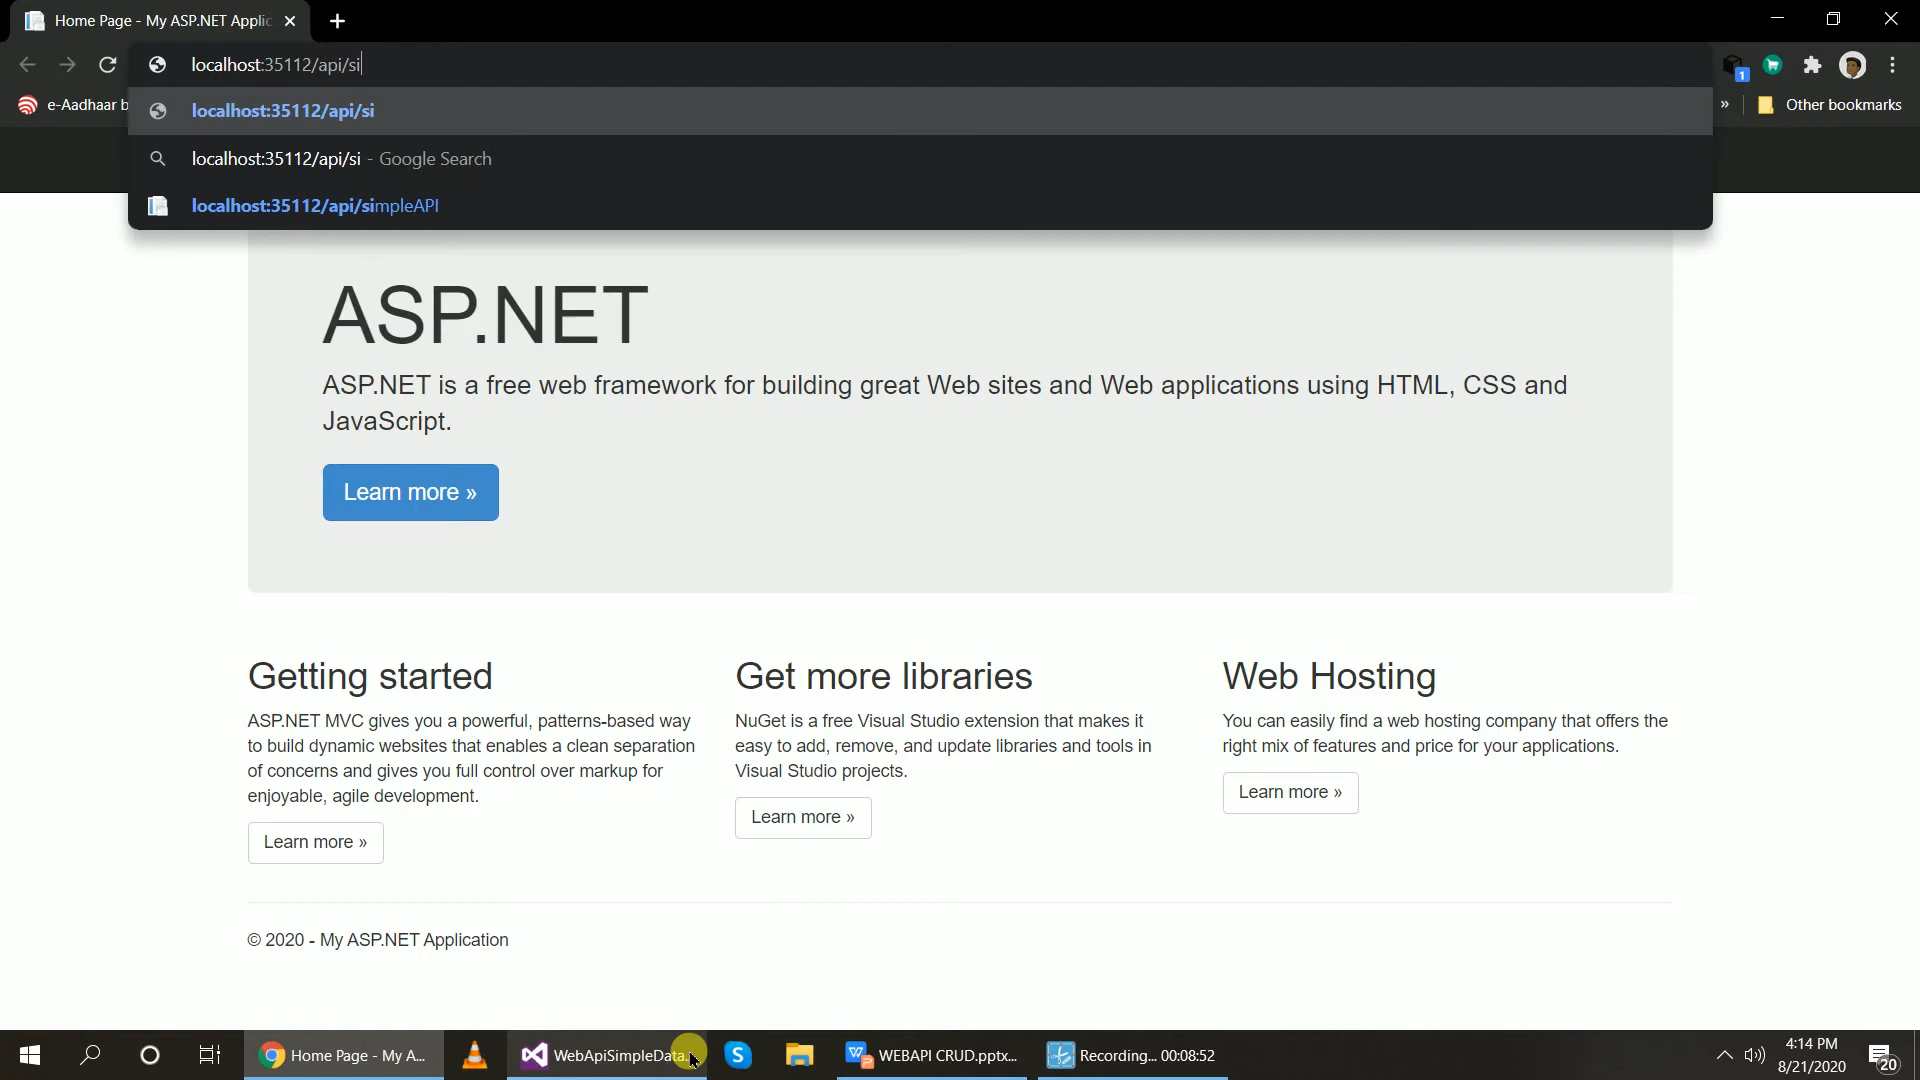 Home Page - My ASP.NET Applic
localhost:35112/api/si
localhost:35112/api/si
localhost:35112/api/si - Google Search
localhost:35112/api/simpleAPI
1
e-Aadhaar b
»
Other bookmarks
ASP.NET
ASP.NET is a free web framework for building great Web sites and Web applications using HTML, CSS and
JavaScript.
Learn more »
Getting started
ASP.NET MVC gives you a powerful, patterns-based way
to build dynamic websites that enables a clean separation
of concerns and gives you full control over markup for
enjoyable, agile development.
Learn more »
Get more libraries
NuGet is a free Visual Studio extension that makes it
easy to add, remove, and update libraries and tools in
Visual Studio projects.
Learn more »
Web Hosting
You can easily find a web hosting company that offers the
right mix of features and price for your applications.
Learn more »
© 2020 - My ASP.NET Application
Home Page - My A...
WebApiSimpleData
WEBAPI CRUD.pptx...
Recording... 00:08:52
4:14 PM
8/21/2020
20